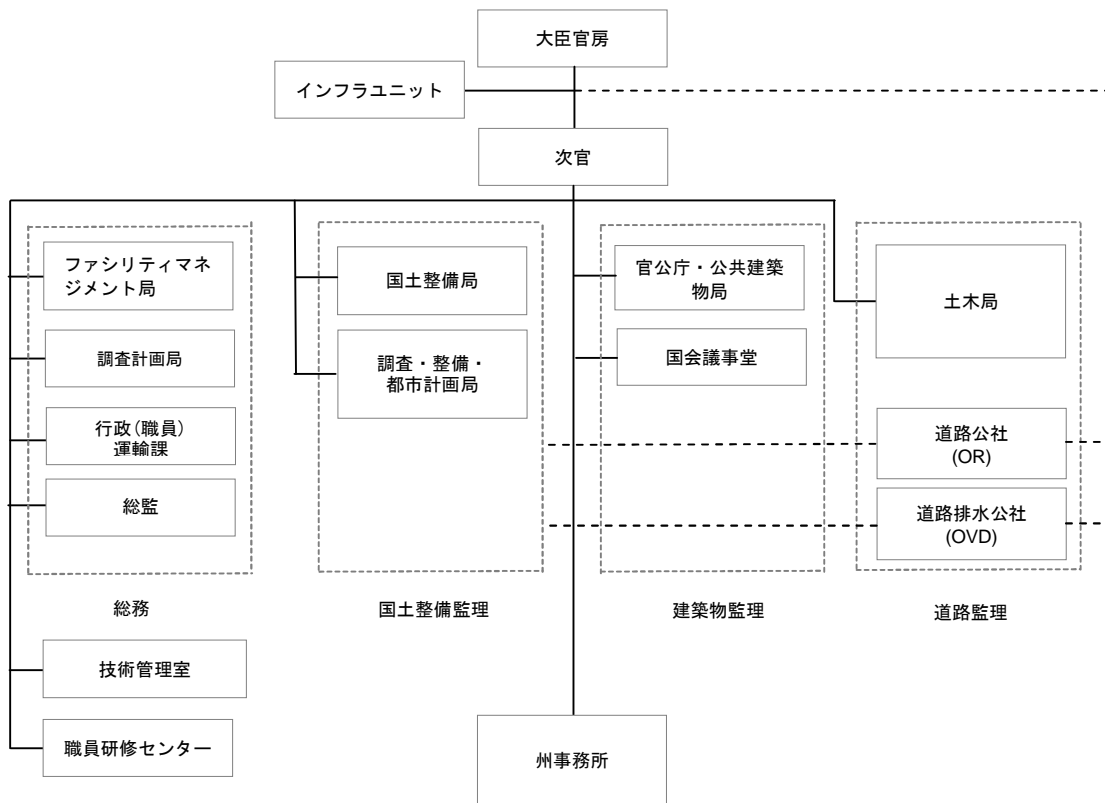 大臣官房
インフラユニット
次官
ファシリティマネ
ジメント局
調査計画局
行政(職員)
運輸課
総監
総務
国土整備局
調査・整備・
都市計画局
国土整備監理
官公庁・公共建築
物局
国会議事堂
建築物監理
土木局
道路公社
(OR)
道路排水公社
(OVD)
道路監理
技術管理室
職員研修センター
州事務所